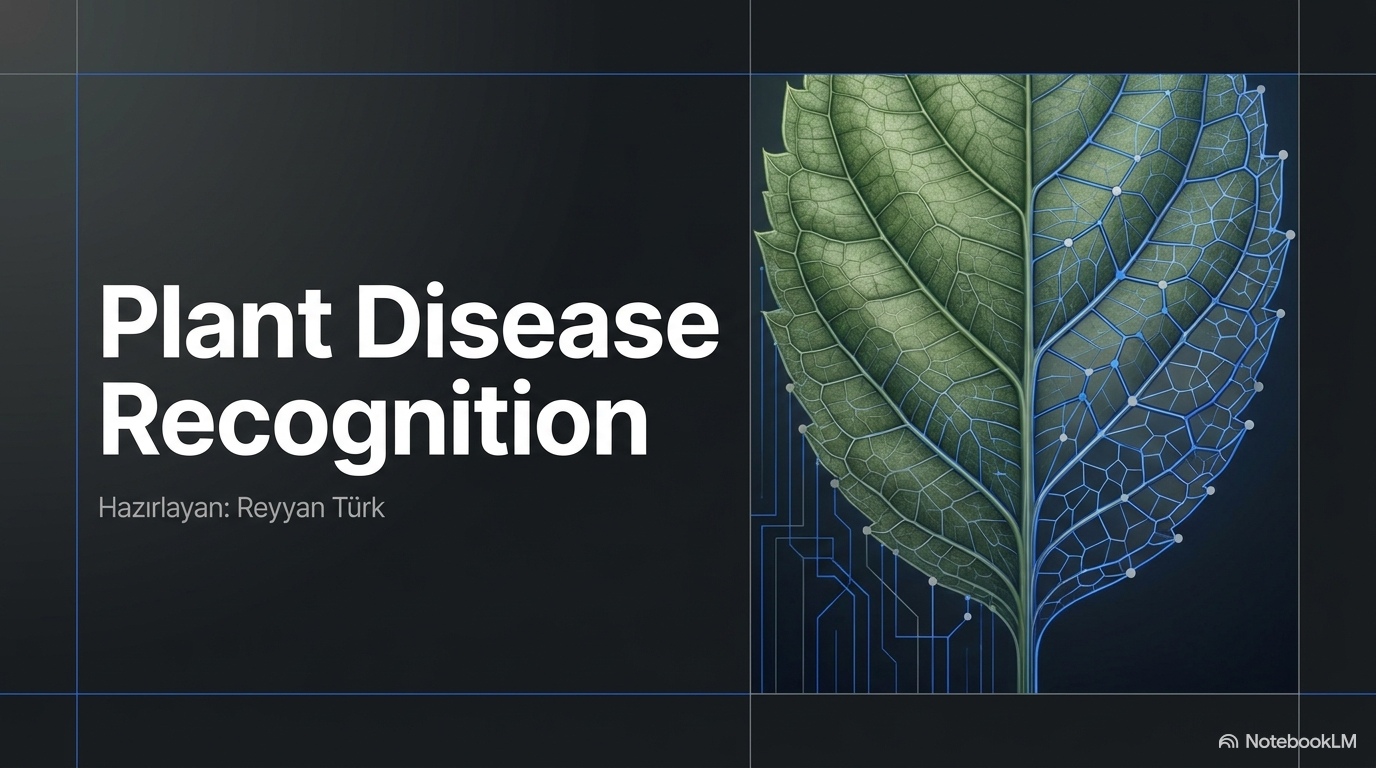 Plant Disease
Recognition
Hazırlayan: Reyyan Türk
NotebookLM